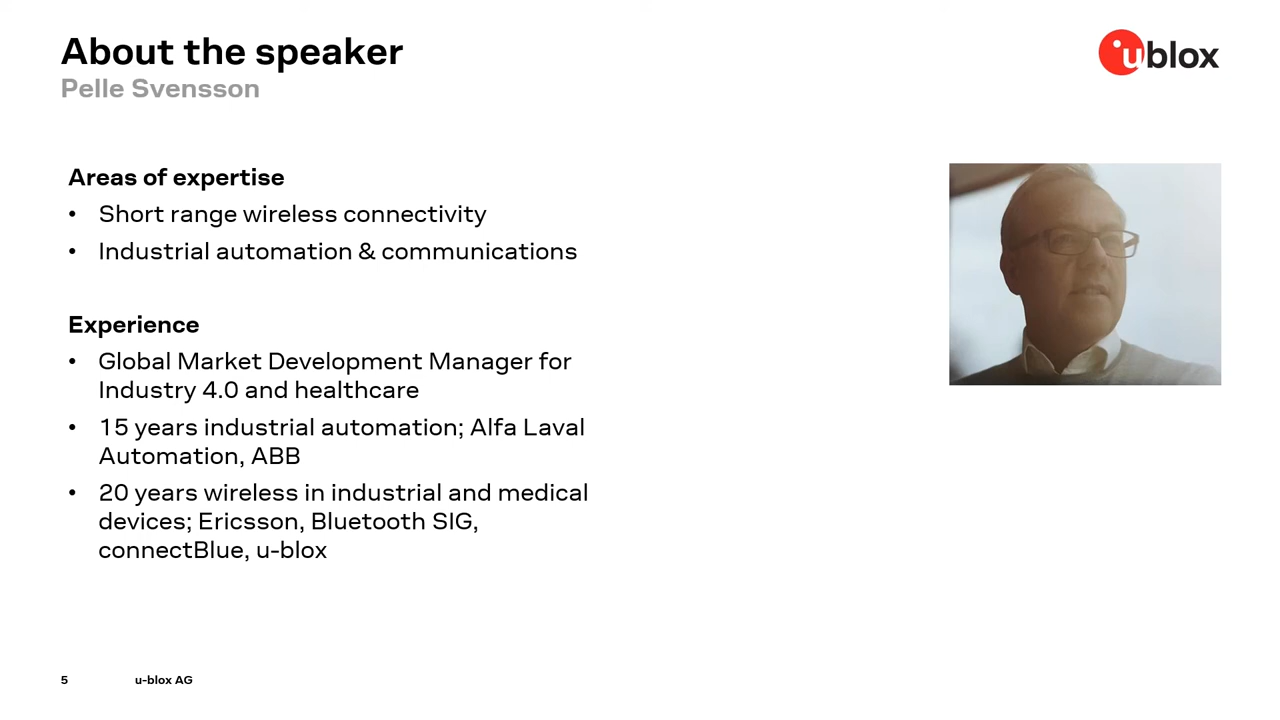 About the speaker
Pelle Svensson
ublox
Areas of expertise
• Short range wireless connectivity
• Industrial automation & communications
Experience
• Global Market Development Manager for
Industry 4.0 and healthcare
• 15 years industrial automation; Alfa Laval
Automation, ABB
• 20 years wireless in industrial and medical
devices; Ericsson, Bluetooth SIG,
connectBlue, u-blox
5 u-blox AG